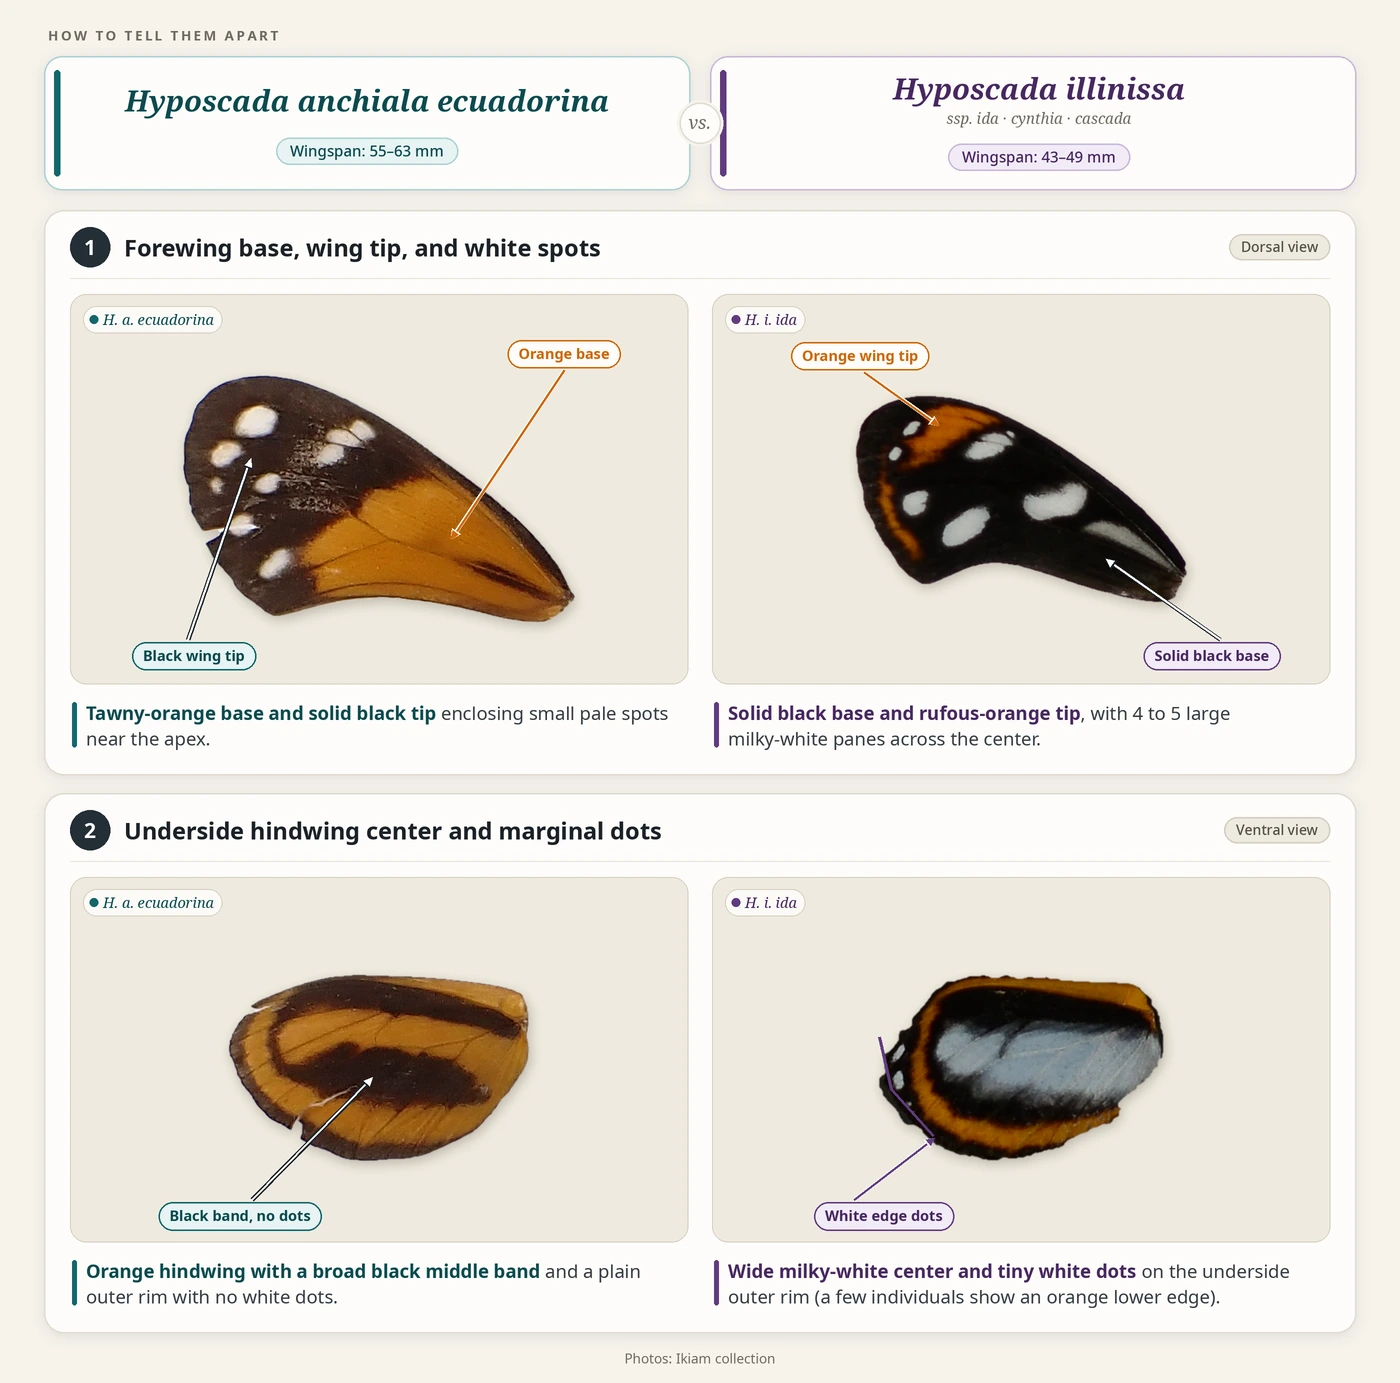 HOW TO TELL THEM APART
Hyposcada anchiala ecuadorina
Wingspan: 55–63 mm
vs.
Hyposcada illinissa
ssp. ida · cynthia · cascada
Wingspan: 43–49 mm
1 Forewing base, wing tip, and white spots
Dorsal view
H. a. ecuadorina
Orange base
Black wing tip
H. i. ida
Orange wing tip
Solid black base
Tawny-orange base and solid black tip enclosing small pale spots
near the apex.
Solid black base and rufous-orange tip, with 4 to 5 large
milky-white panes across the center.
2 Underside hindwing center and marginal dots
Ventral view
H. a. ecuadorina
Black band, no dots
H. i. ida
White edge dots
Orange hindwing with a broad black middle band and a plain
outer rim with no white dots.
Wide milky-white center and tiny white dots on the underside
outer rim (a few individuals show an orange lower edge).
Photos: Ikiam collection